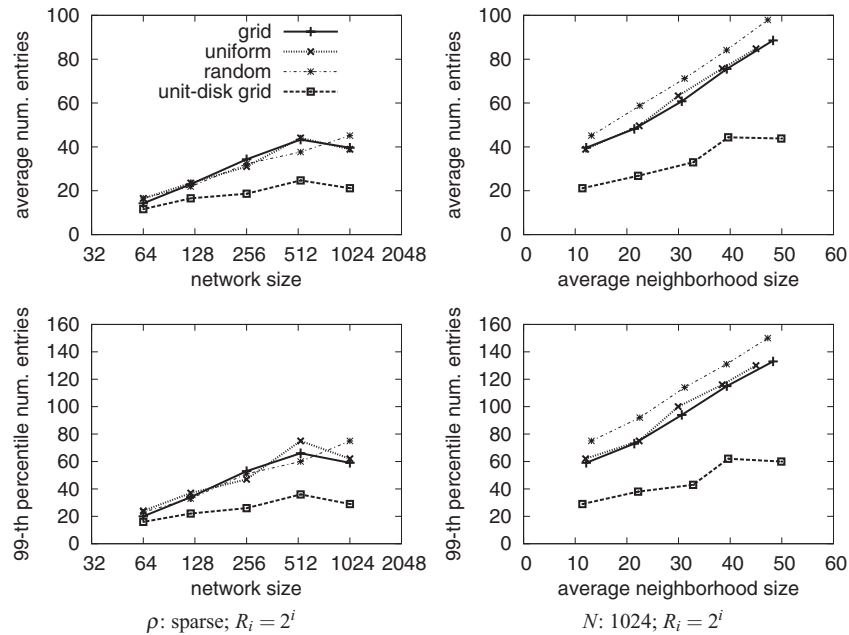 100
80
60
40
20
0
average num. entries
grid
uniform
random
unit-disk grid
32 64 128 256 512 1024 2048
network size
100
80
60
40
20
0
average num. entries
0 10 20 30 40 50 60
average neighborhood size
160
140
120
100
80
60
40
20
0
99-th percentile num. entries
32 64 128 256 512 1024 2048
network size
ρ: sparse; Rᵢ = 2ⁱ
160
140
120
100
80
60
40
20
0
99-th percentile num. entries
0 10 20 30 40 50 60
average neighborhood size
N: 1024; Rᵢ = 2ⁱ